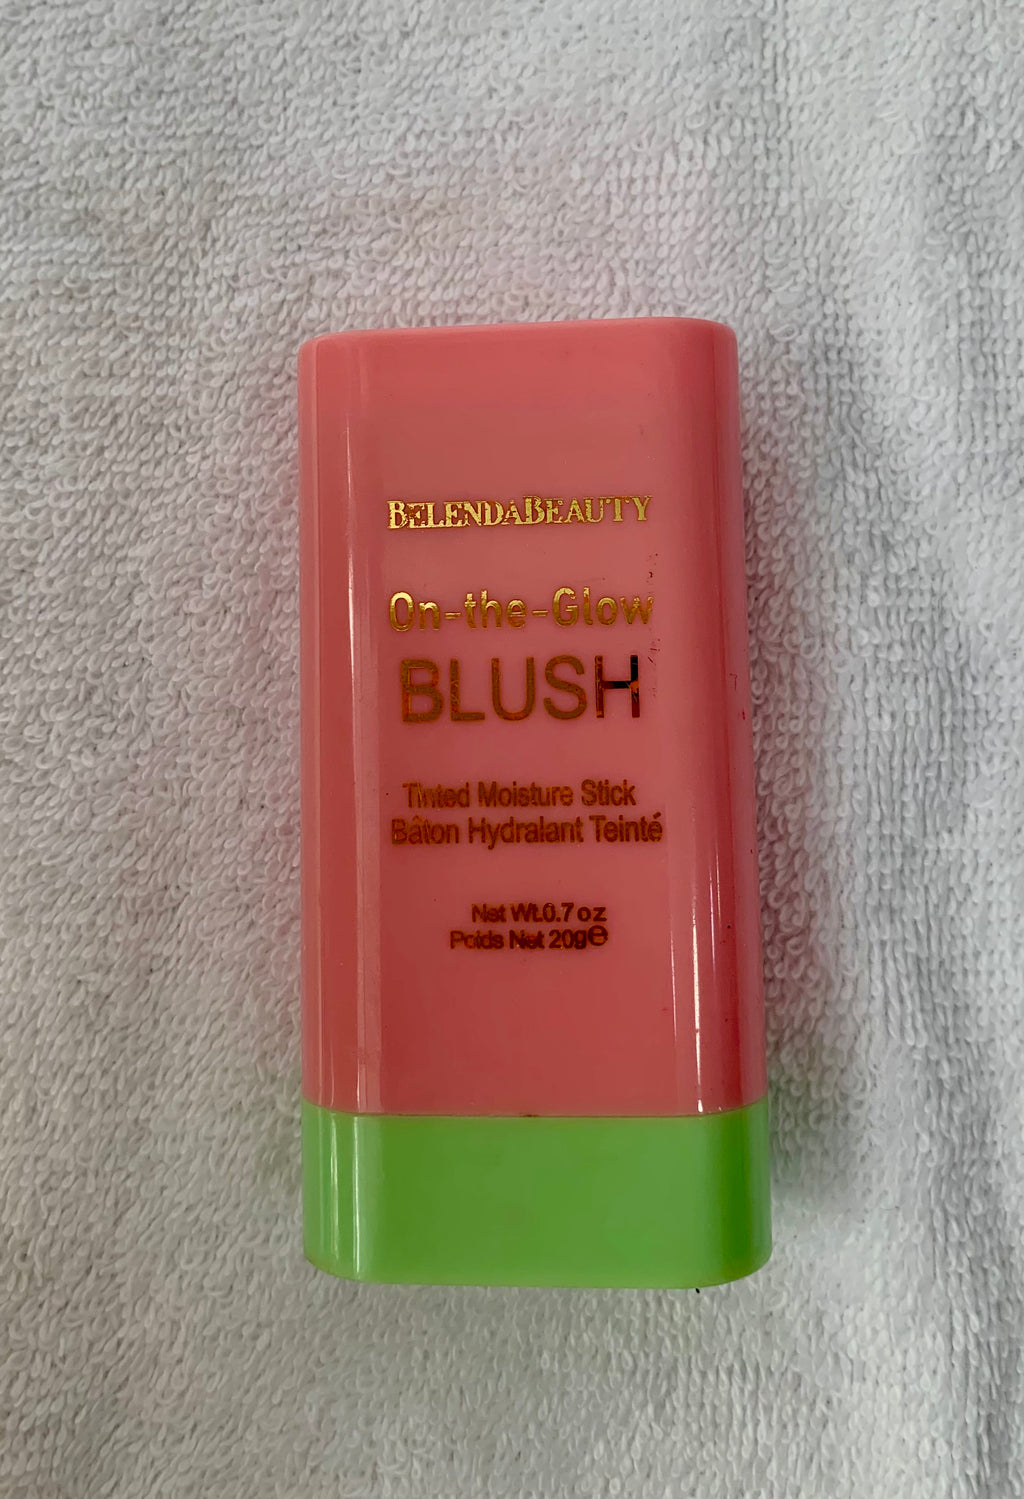 BELENDABEAUTY
On-the-Glow
BLUSH
Tinted Moisture Stick
Bâton Hydralant Teinté
Net Wt.0.7 oz
Poids Net 20g℮